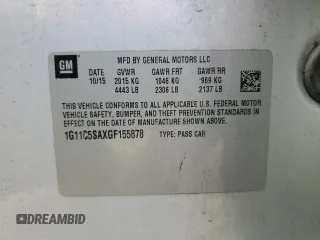 GM
MFD BY GENERAL MOTORS LLC
DATE GVWR GAWR FRT GAWR RR
10/15 2015 KG 1046 KG 969 KG
4443 LB 2306 LB 2137 LB
THIS VEHICLE CONFORMS TO ALL APPLICABLE U.S. FEDERAL MOTOR
VEHICLE SAFETY, BUMPER, AND THEFT PREVENTION STANDARDS IN
EFFECT ON THE DATE OF MANUFACTURE SHOWN ABOVE.
1G11C5SAXGF155878 TYPE: PASS CAR
DREAMBID